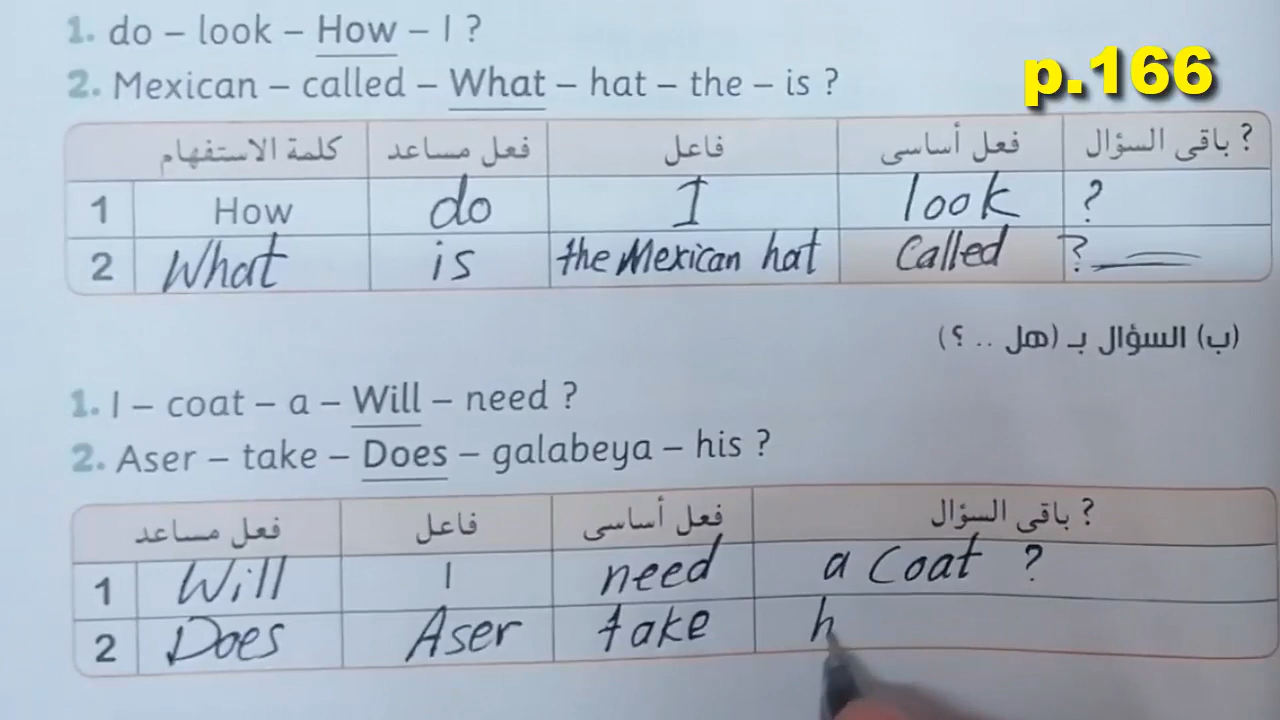 1. do – look – How – I ?
p.166
2. Mexican – called – What – hat – the – is ?
كلمة الاستفهام فعل مساعد فاعل فعل أساسى باقى السؤال ?
1 How do I look ?
2 What is the Mexican hat Called ?
(ب) السؤال بـ (هل .. ؟)
1. I – coat – a – Will – need ?
2. Aser – take – Does – galabeya – his ?
فعل مساعد فاعل فعل أساسى باقى السؤال ?
1 Will I need a Coat ?
2 Does Aser take h